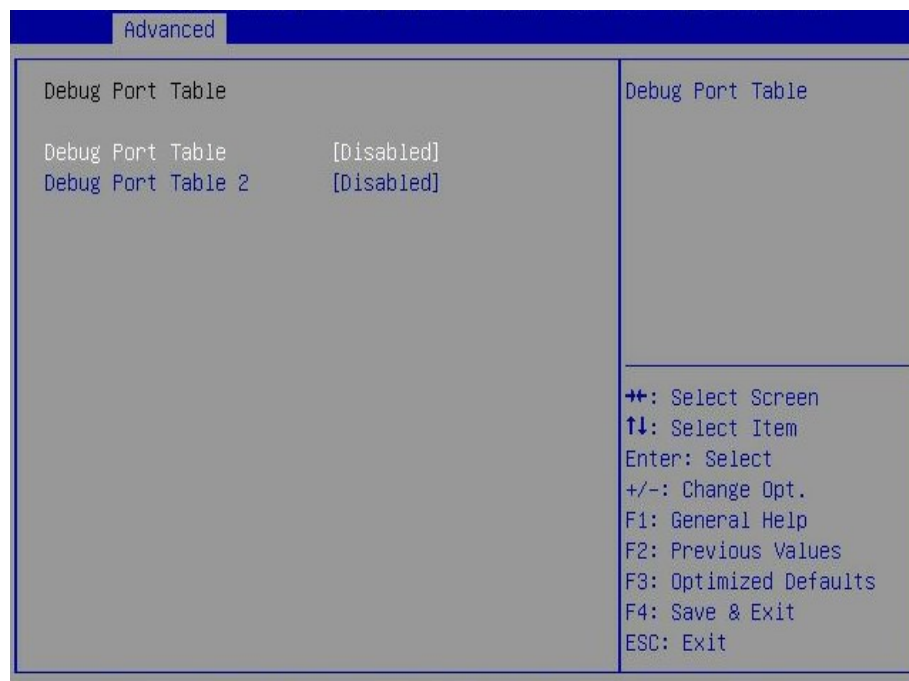 Advanced
Debug Port Table
Debug Port Table [Disabled]
Debug Port Table 2 [Disabled]
Debug Port Table
→←: Select Screen
↑↓: Select Item
Enter: Select
+/-: Change Opt.
F1: General Help
F2: Previous Values
F3: Optimized Defaults
F4: Save & Exit
ESC: Exit